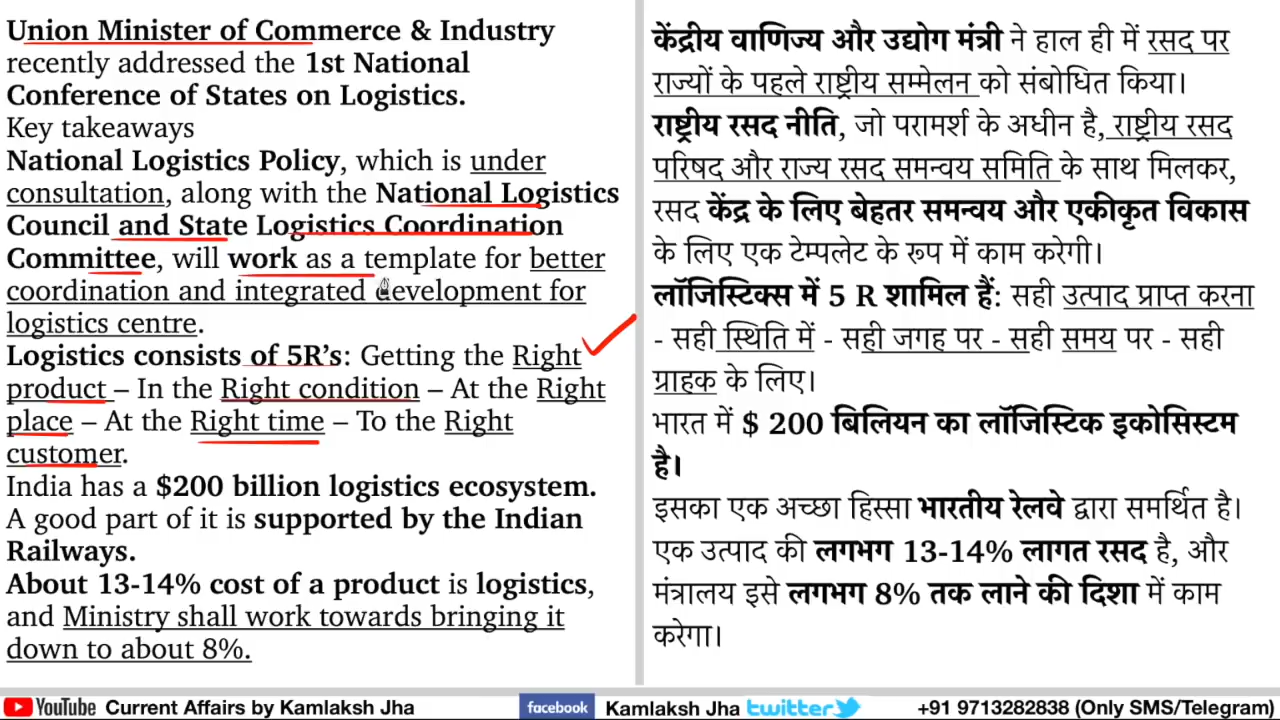 Union Minister of Commerce & Industry
recently addressed the 1st National
Conference of States on Logistics.
Key takeaways
National Logistics Policy, which is under
consultation, along with the National Logistics
Council and State Logistics Coordination
Committee, will work as a template for better
coordination and integrated development for
logistics centre.
Logistics consists of 5R’s: Getting the Right
product – In the Right condition – At the Right
place – At the Right time – To the Right
customer.
India has a $200 billion logistics ecosystem.
A good part of it is supported by the Indian
Railways.
About 13-14% cost of a product is logistics,
and Ministry shall work towards bringing it
down to about 8%.
केंद्रीय वाणिज्य और उद्योग मंत्री ने हाल ही में रसद पर
राज्यों के पहले राष्ट्रीय सम्मेलन को संबोधित किया।
राष्ट्रीय रसद नीति, जो परामर्श के अधीन है, राष्ट्रीय रसद
परिषद और राज्य रसद समन्वय समिति के साथ मिलकर,
रसद केंद्र के लिए बेहतर समन्वय और एकीकृत विकास
के लिए एक टेम्पलेट के रूप में काम करेगी।
लॉजिस्टिक्स में 5 R शामिल हैं: सही उत्पाद प्राप्त करना
- सही स्थिति में - सही जगह पर - सही समय पर - सही
ग्राहक के लिए।
भारत में $ 200 बिलियन का लॉजिस्टिक इकोसिस्टम
है।
इसका एक अच्छा हिस्सा भारतीय रेलवे द्वारा समर्थित है।
एक उत्पाद की लगभग 13-14% लागत रसद है, और
मंत्रालय इसे लगभग 8% तक लाने की दिशा में काम
करेगा।
YouTube Current Affairs by Kamlaksh Jha facebook Kamlaksh Jha twitter +91 9713282838 (Only SMS/Telegram)